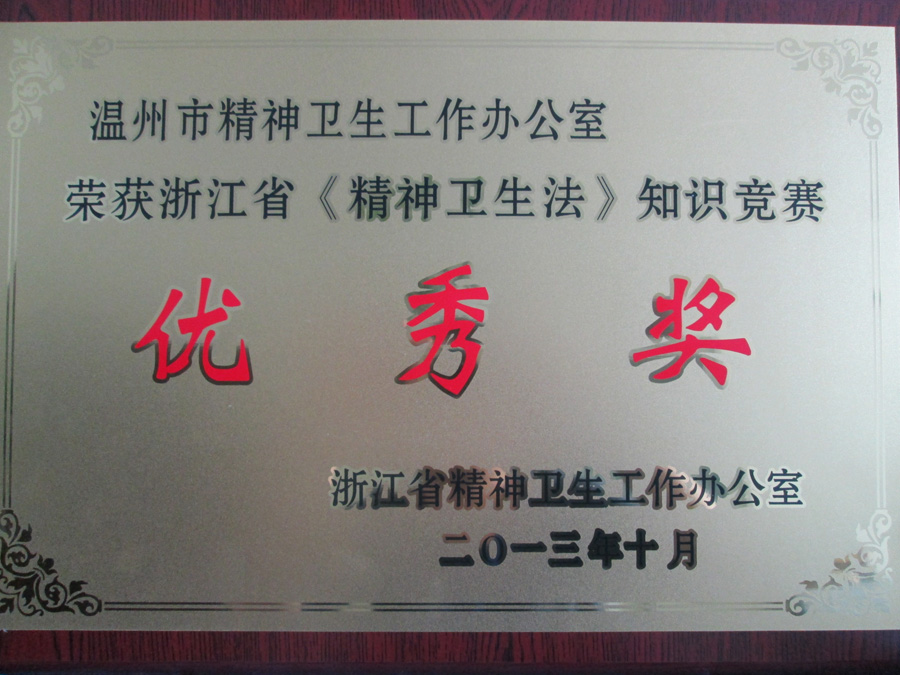 温州市精神卫生工作办公室
荣获浙江省《精神卫生法》知识竞赛
优秀奖
浙江省精神卫生工作办公室
二〇一三年十月